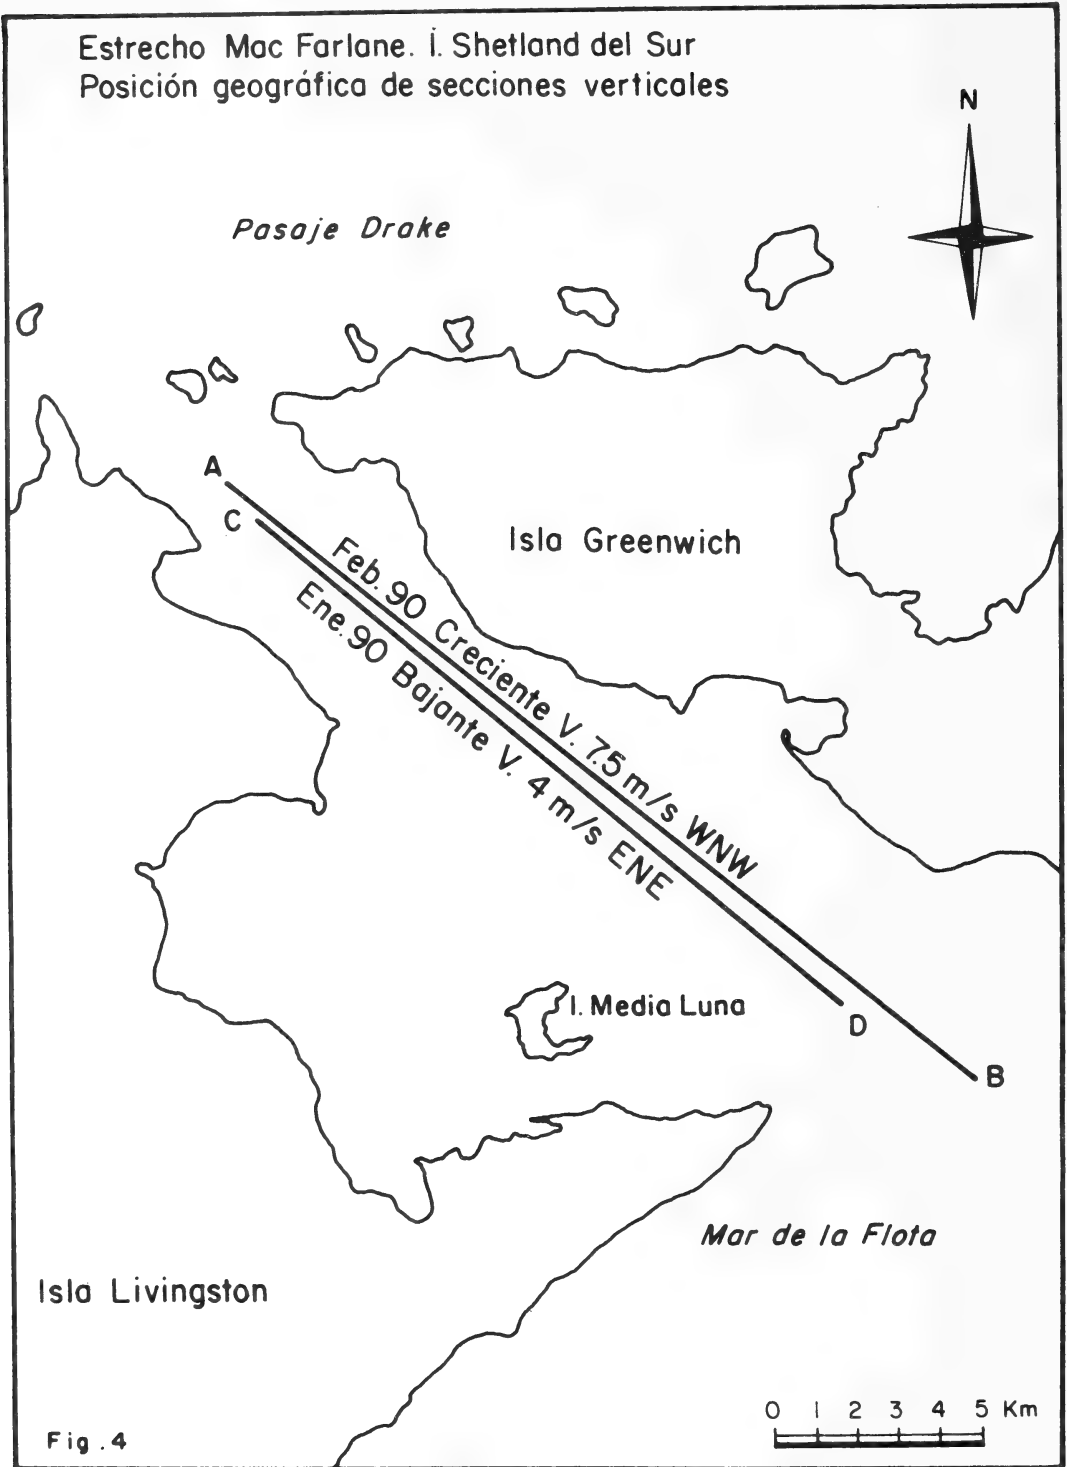 Estrecho Mac Farlane. I. Shetland del Sur
Posición geográfica de secciones verticales
N
Pasaje Drake
A
C
Isla Greenwich
Feb. 90 Creciente V. 7.5 m/s WNW
Ene. 90 Bajante V. 4 m/s ENE
I. Media Luna
D
B
Mar de la Flota
Isla Livingston
0 1 2 3 4 5 Km
Fig. 4